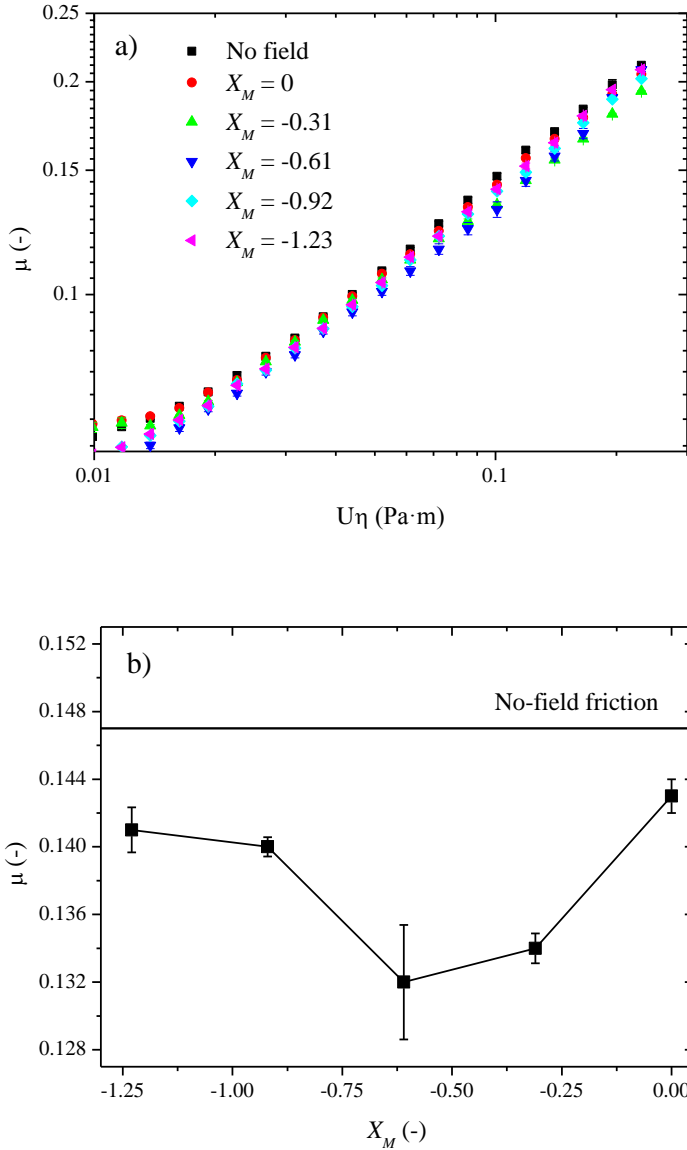 0.25
a)
No field
0.2
X_M = 0
X_M = -0.31
0.15
X_M = -0.61
X_M = -0.92
X_M = -1.23
μ (-)
0.1
0.01
0.1
Uη (Pa·m)
0.152
b)
No-field friction
0.148
0.144
μ (-)
0.140
0.136
0.132
0.128
-1.25
-1.00
-0.75
-0.50
-0.25
0.00
X_M (-)